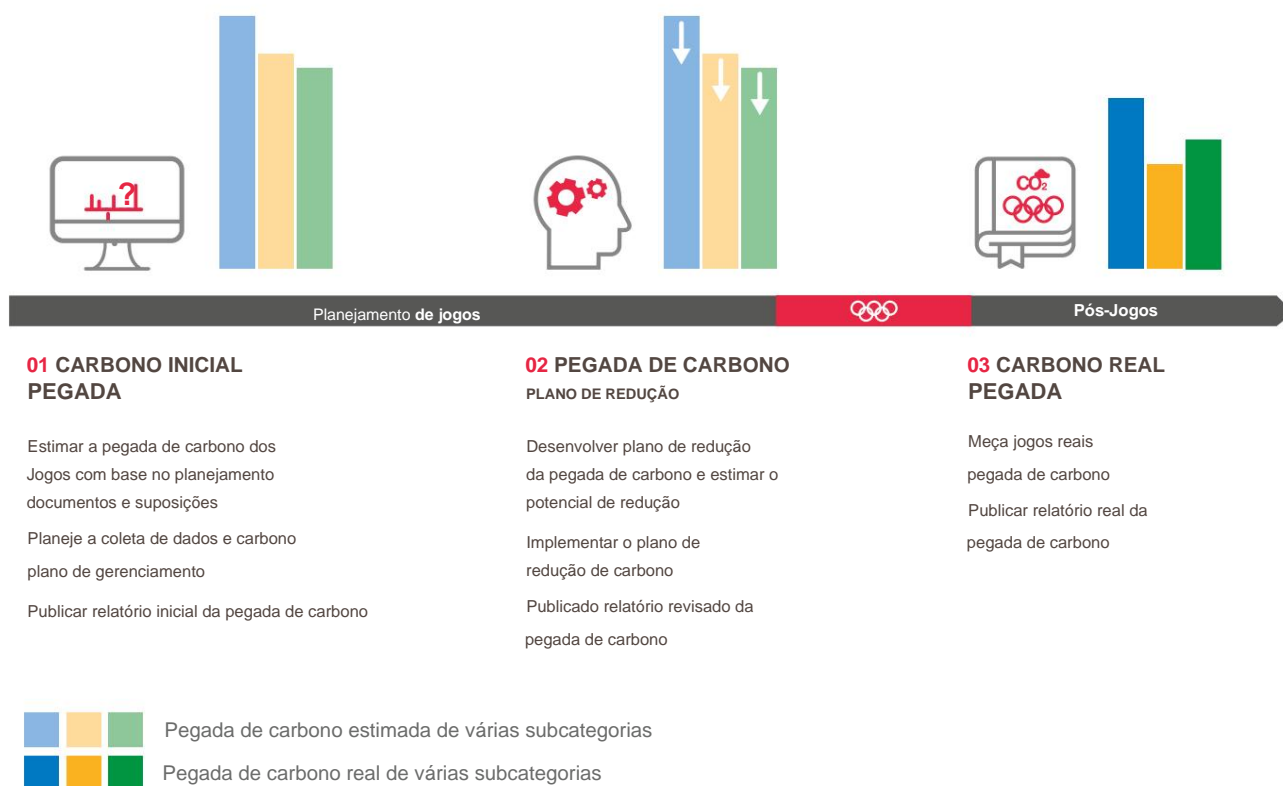 ?
CO₂
Planejamento de jogos
Pós-Jogos
01 CARBONO INICIAL
PEGADA
Estimar a pegada de carbono dos
Jogos com base no planejamento
documentos e suposições
Planeje a coleta de dados e carbono
plano de gerenciamento
Publicar relatório inicial da pegada de carbono
02 PEGADA DE CARBONO
PLANO DE REDUÇÃO
Desenvolver plano de redução
da pegada de carbono e estimar o
potencial de redução
Implementar o plano de
redução de carbono
Publicado relatório revisado da
pegada de carbono
03 CARBONO REAL
PEGADA
Meça jogos reais
pegada de carbono
Publicar relatório real da
pegada de carbono
Pegada de carbono estimada de várias subcategorias
Pegada de carbono real de várias subcategorias